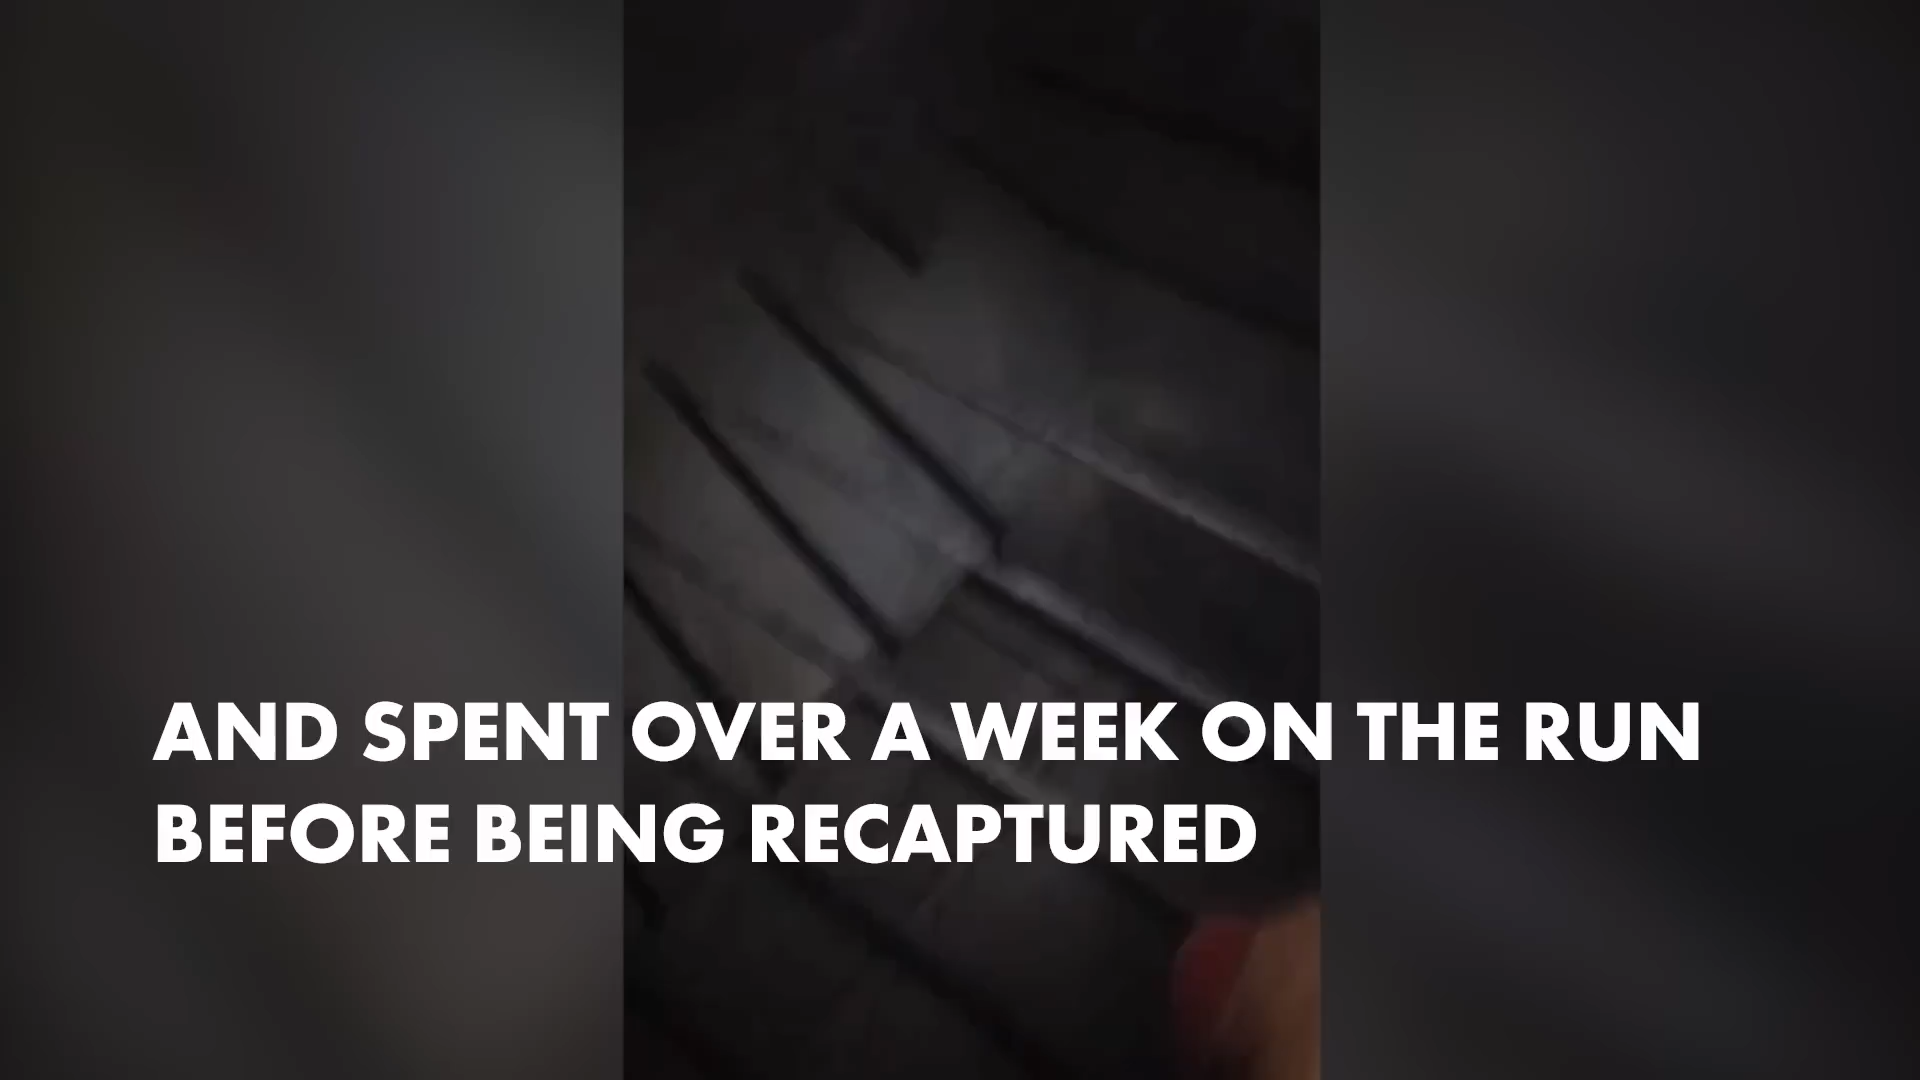 AND SPENT OVER A WEEK ON THE RUN
BEFORE BEING RECAPTURED